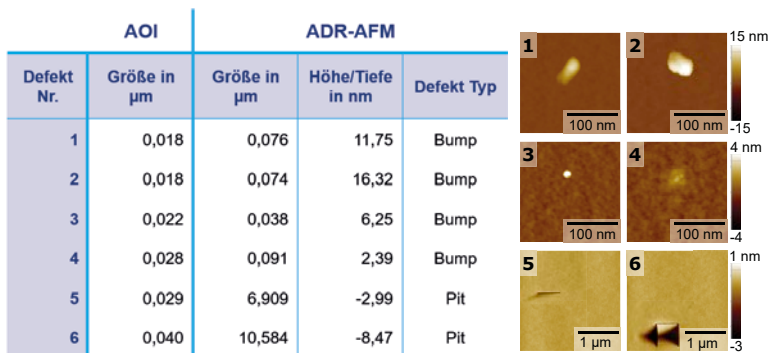 AOI ADR-AFM
Defekt Nr. Größe in µm Größe in µm Höhe/Tiefe in nm Defekt Typ
1 0,018 0,076 11,75 Bump
2 0,018 0,074 16,32 Bump
3 0,022 0,038 6,25 Bump
4 0,028 0,091 2,39 Bump
5 0,029 6,909 -2,99 Pit
6 0,040 10,584 -8,47 Pit
1 2 15 nm
100 nm 100 nm -15
3 4 4 nm
100 nm 100 nm -4
5 6 1 nm
1 µm 1 µm -3